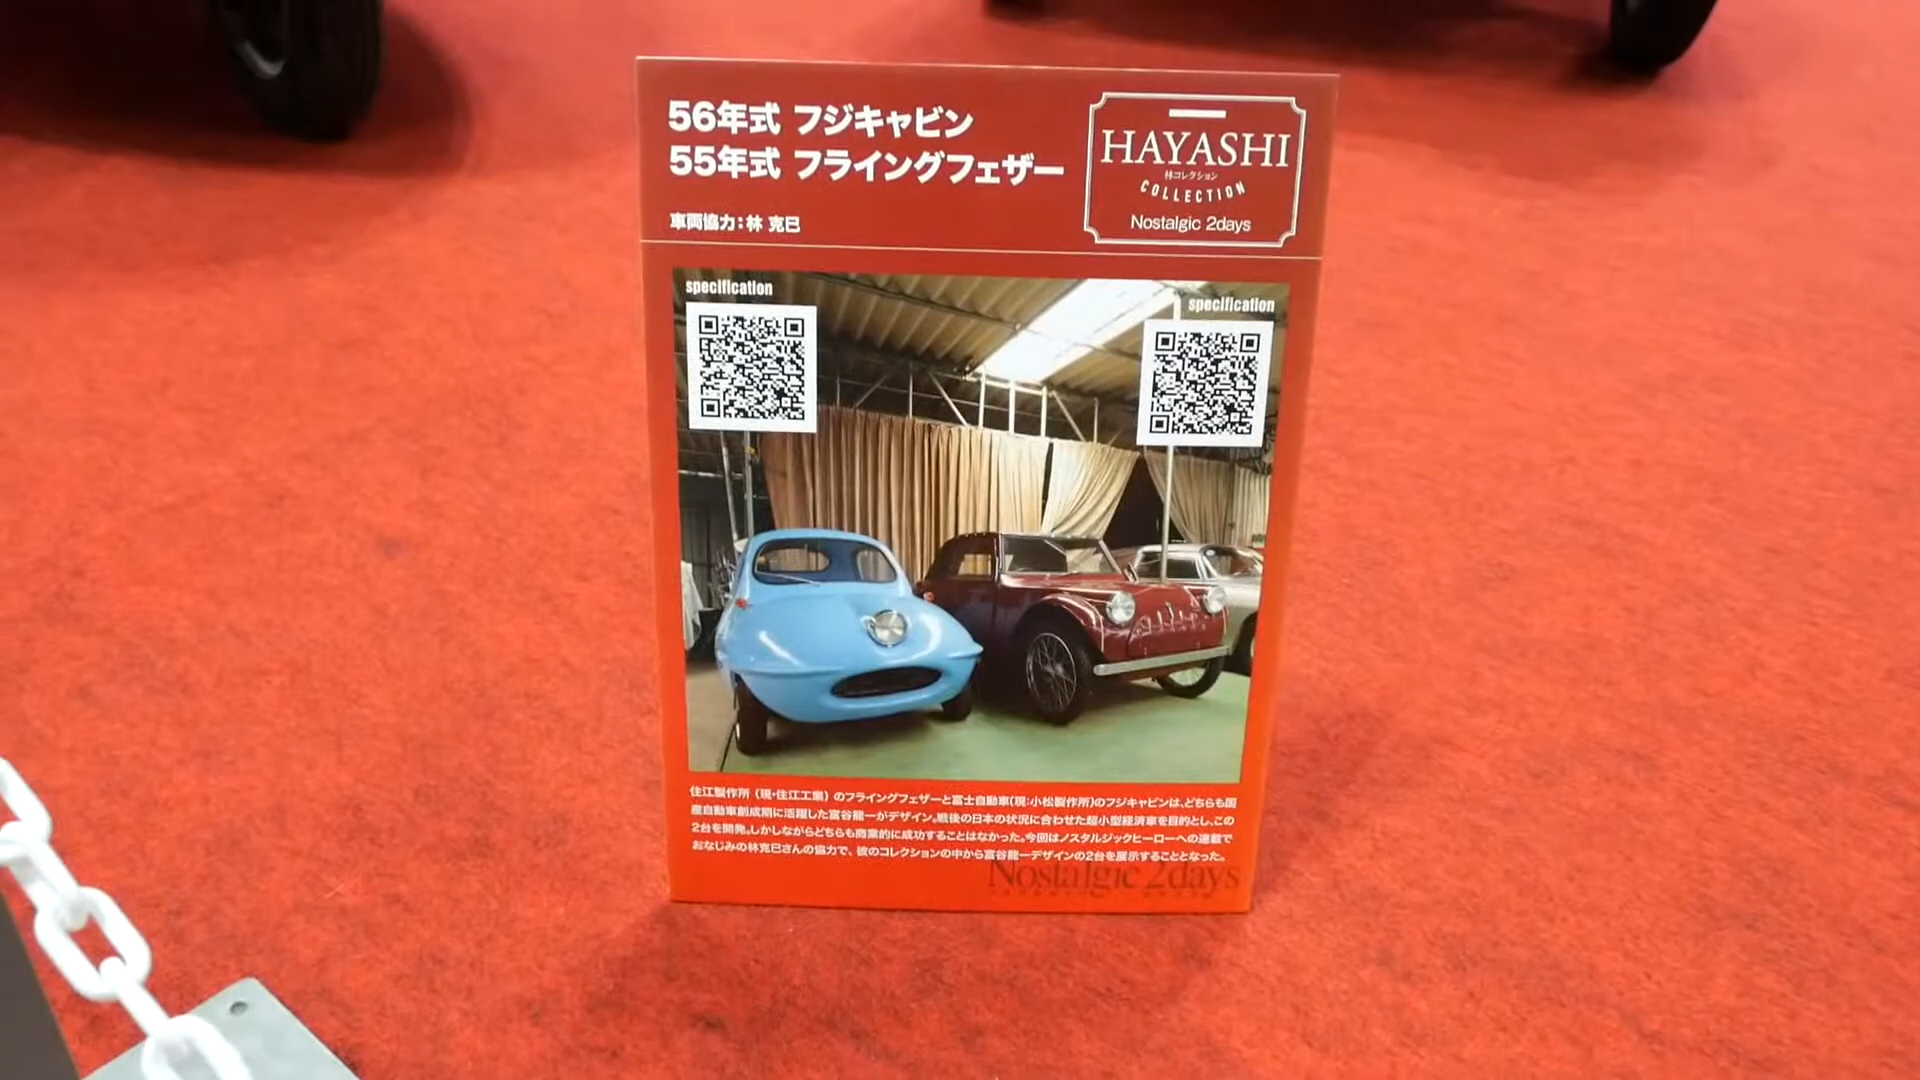 56年式 フジキャビン
55年式 フライングフェザー
車両協力:林 克巳
HAYASHI
林コレクション
COLLECTION
Nostalgic 2days
specification
specification
住江製作所(現・住江工業)のフライングフェザーと富士自動車(現:小松製作所)のフジキャビンは、どちらも国
産自動車創成期に活躍した富谷龍一がデザイン。戦後の日本の状況に合わせた超小型経済車を目的とし、この
2台を開発。しかしながらどちらも商業的に成功することはなかった。今回はノスタルジックヒーローへの連載で
おなじみの林克巳さんの協力で、彼のコレクションの中から富谷龍一デザインの2台を展示することとなった。
Nostalgic 2days